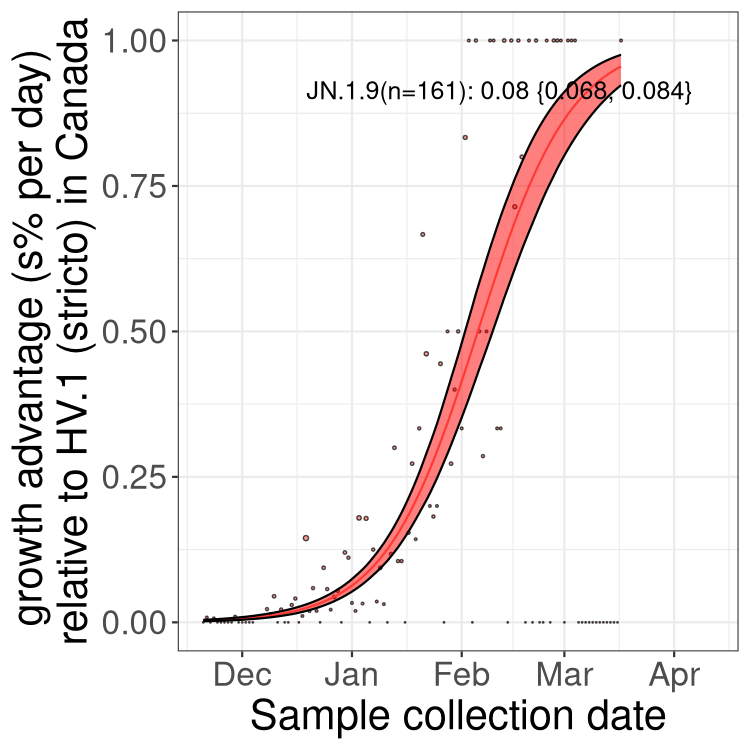 growth advantage (s% per day)
relative to HV.1 (stricto) in Canada
1.00
0.75
0.50
0.25
0.00
JN.1.9(n=161): 0.08 {0.068, 0.084}
Dec Jan Feb Mar Apr
Sample collection date